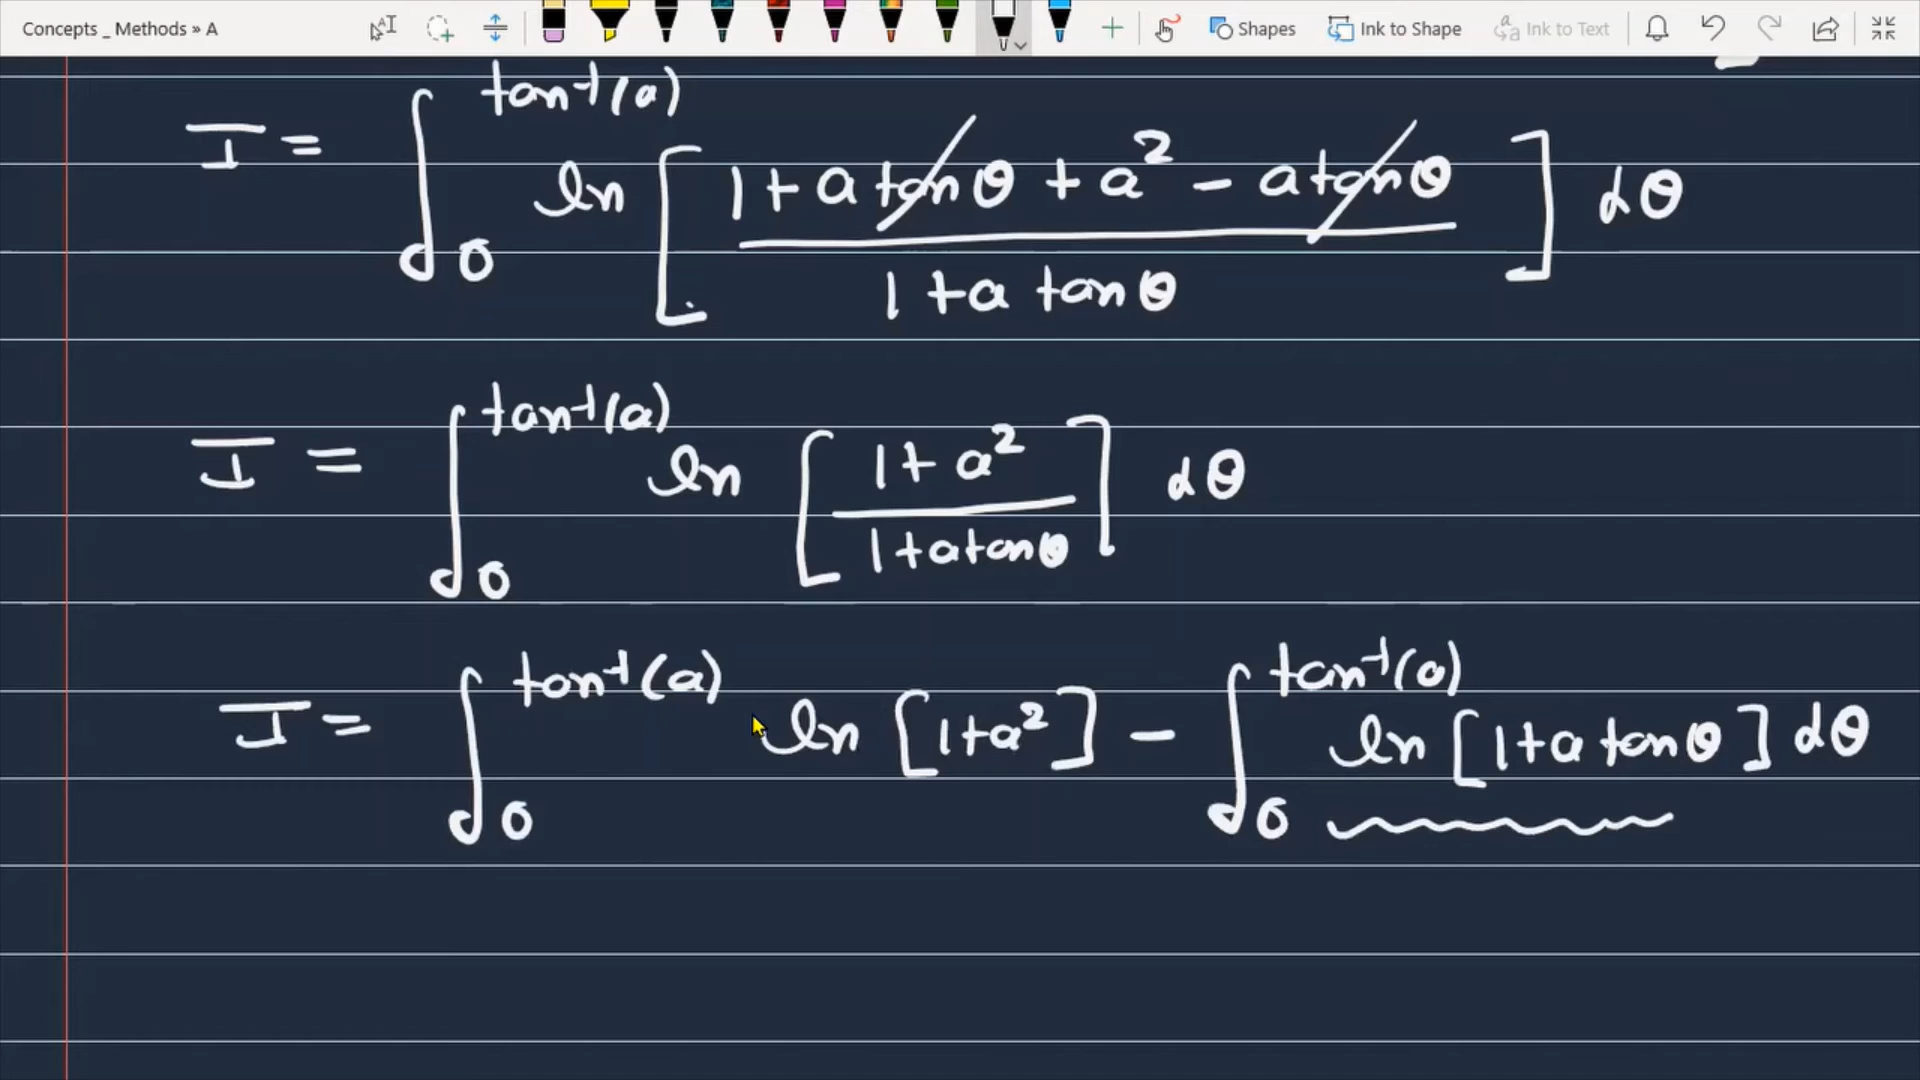 Concepts _ Methods » A Shapes Ink to Shape Ink to Text
I = ∫₀^{tan⁻¹(a)} ln [ (1 + a tanθ + a² − a tanθ) / (1 + a tanθ) ] dθ
I = ∫₀^{tan⁻¹(a)} ln [ (1 + a²) / (1 + a tanθ) ] dθ
I = ∫₀^{tan⁻¹(a)} ln [1+a²] − ∫₀^{tan⁻¹(a)} ln [1+a tanθ] dθ